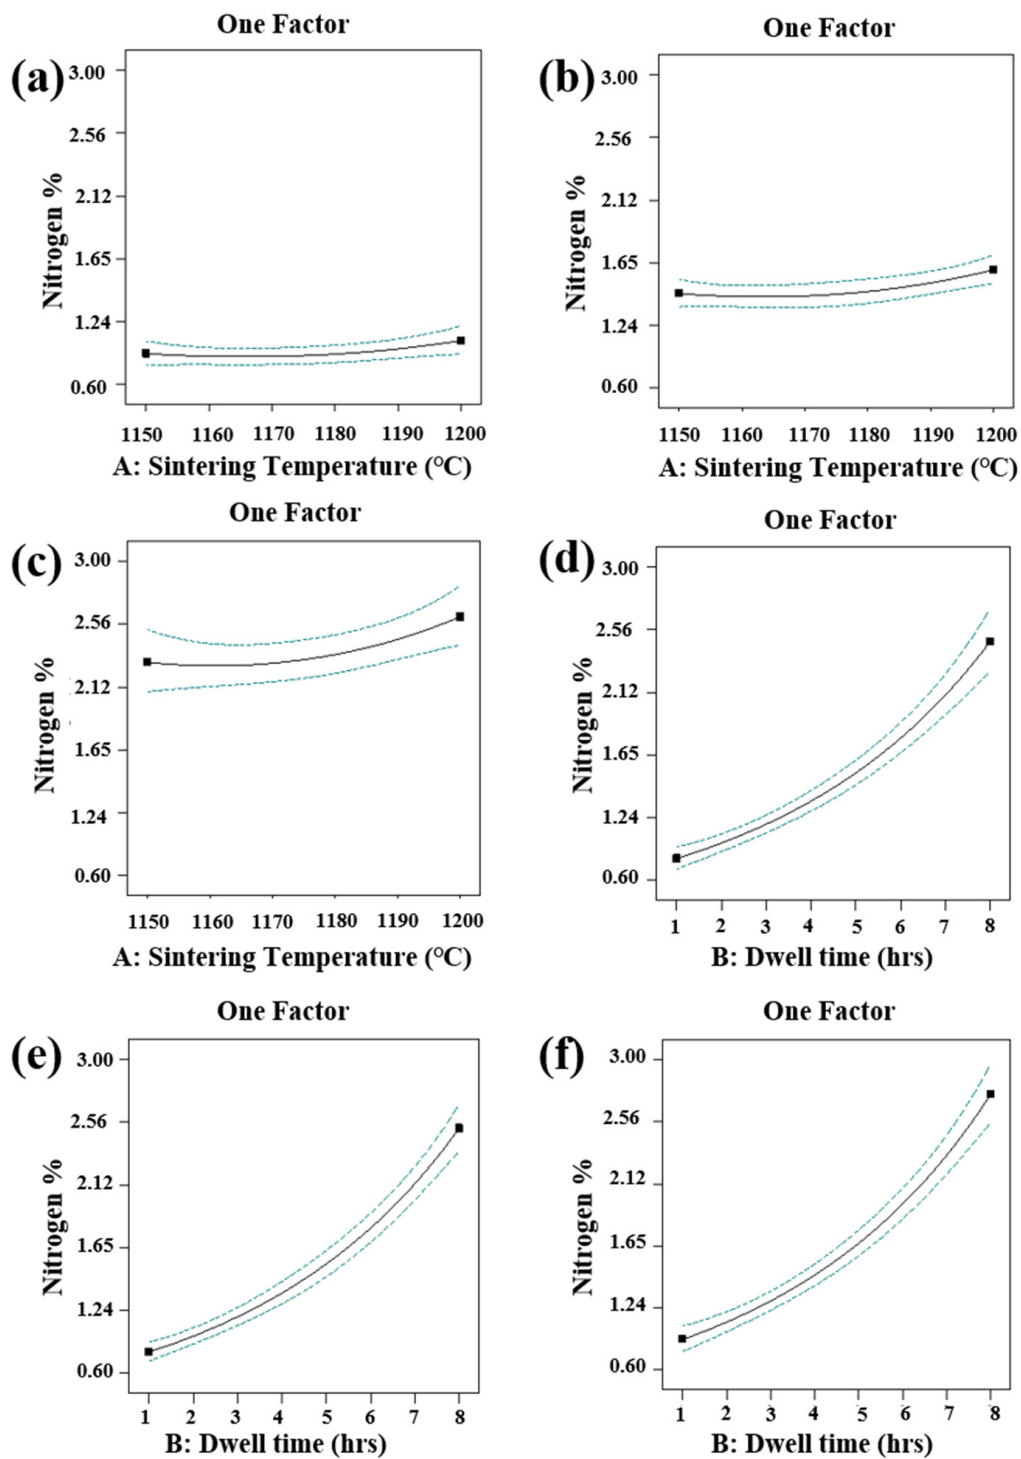 One Factor
(a)
3.00
2.56
2.12
1.65
1.24
0.60
Nitrogen %
1150 1160 1170 1180 1190 1200
A: Sintering Temperature (°C)
One Factor
(b)
3.00
2.56
2.12
1.65
1.24
0.60
Nitrogen %
1150 1160 1170 1180 1190 1200
A: Sintering Temperature (°C)
One Factor
(c)
3.00
2.56
2.12
1.65
1.24
0.60
Nitrogen %
1150 1160 1170 1180 1190 1200
A: Sintering Temperature (°C)
One Factor
(d)
3.00
2.56
2.12
1.65
1.24
0.60
Nitrogen %
1 2 3 4 5 6 7 8
B: Dwell time (hrs)
One Factor
(e)
3.00
2.56
2.12
1.65
1.24
0.60
Nitrogen %
1 2 3 4 5 6 7 8
B: Dwell time (hrs)
One Factor
(f)
3.00
2.56
2.12
1.65
1.24
0.60
Nitrogen %
1 2 3 4 5 6 7 8
B: Dwell time (hrs)